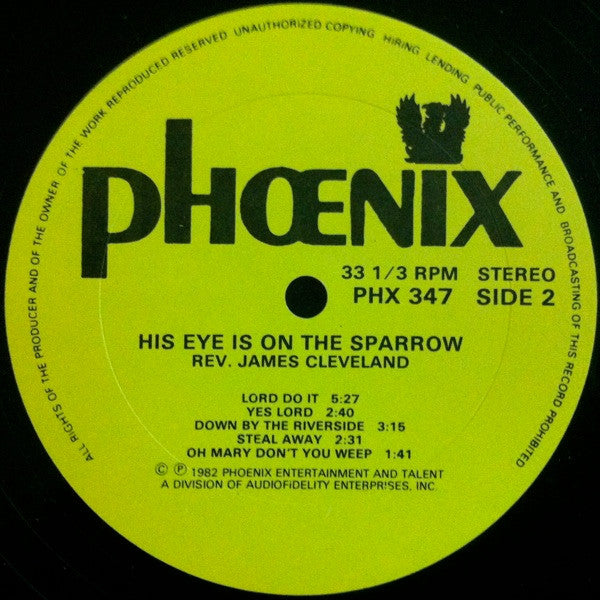 ALL RIGHTS OF THE PRODUCER AND OF THE OWNER OF THE WORK REPRODUCED RESERVED UNAUTHORIZED COPYING HIRING LENDING PUBLIC PERFORMANCE AND BROADCASTING OF THIS RECORD PROHIBITED
phŒNIX
33 1/3 RPM STEREO
PHX 347 SIDE 2
HIS EYE IS ON THE SPARROW
REV. JAMES CLEVELAND
LORD DO IT 5:27
YES LORD 2:40
DOWN BY THE RIVERSIDE 3:15
STEAL AWAY 2:31
OH MARY DON'T YOU WEEP 1:41
© ℗ 1982 PHOENIX ENTERTAINMENT AND TALENT
A DIVISION OF AUDIOFIDELITY ENTERPRISES, INC.